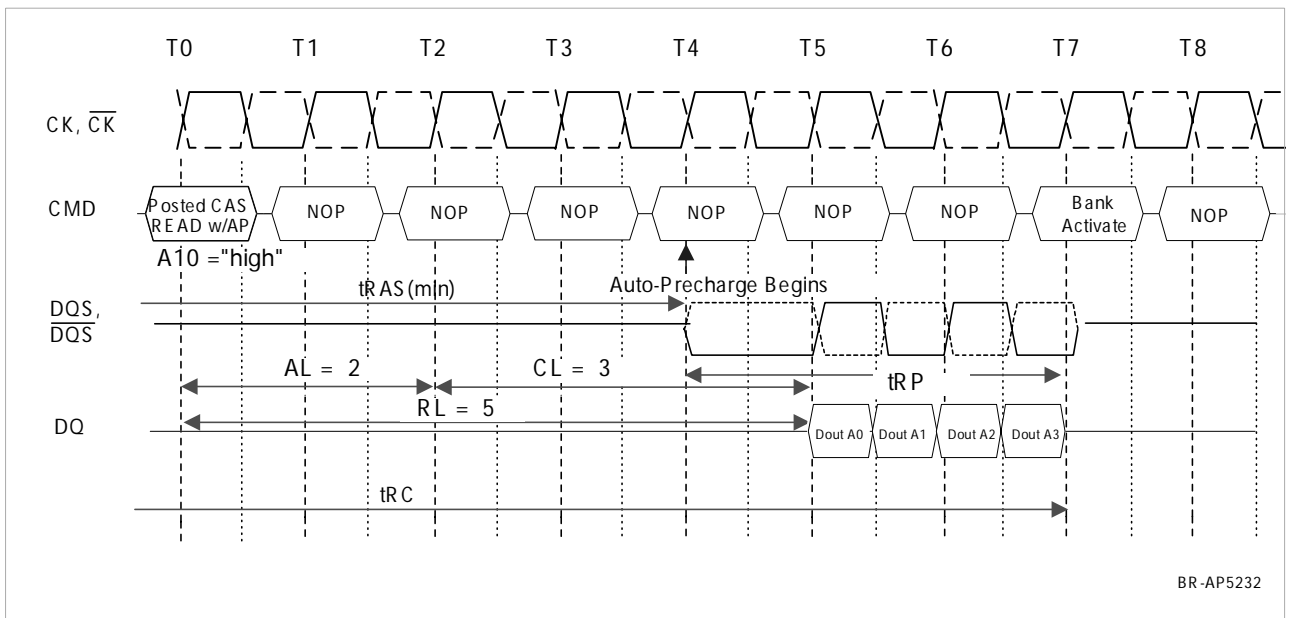 T0 T1 T2 T3 T4 T5 T6 T7 T8
CK, CK
CMD
Posted CAS
READ w/AP
NOP NOP NOP NOP NOP NOP
Bank
Activate
NOP
A10 ="high"
Auto-Precharge Begins
tRAS(min)
DQS,
DQS
AL = 2
CL = 3
tRP
RL = 5
DQ
Dout A0 Dout A1 Dout A2 Dout A3
tRC
BR-AP5232